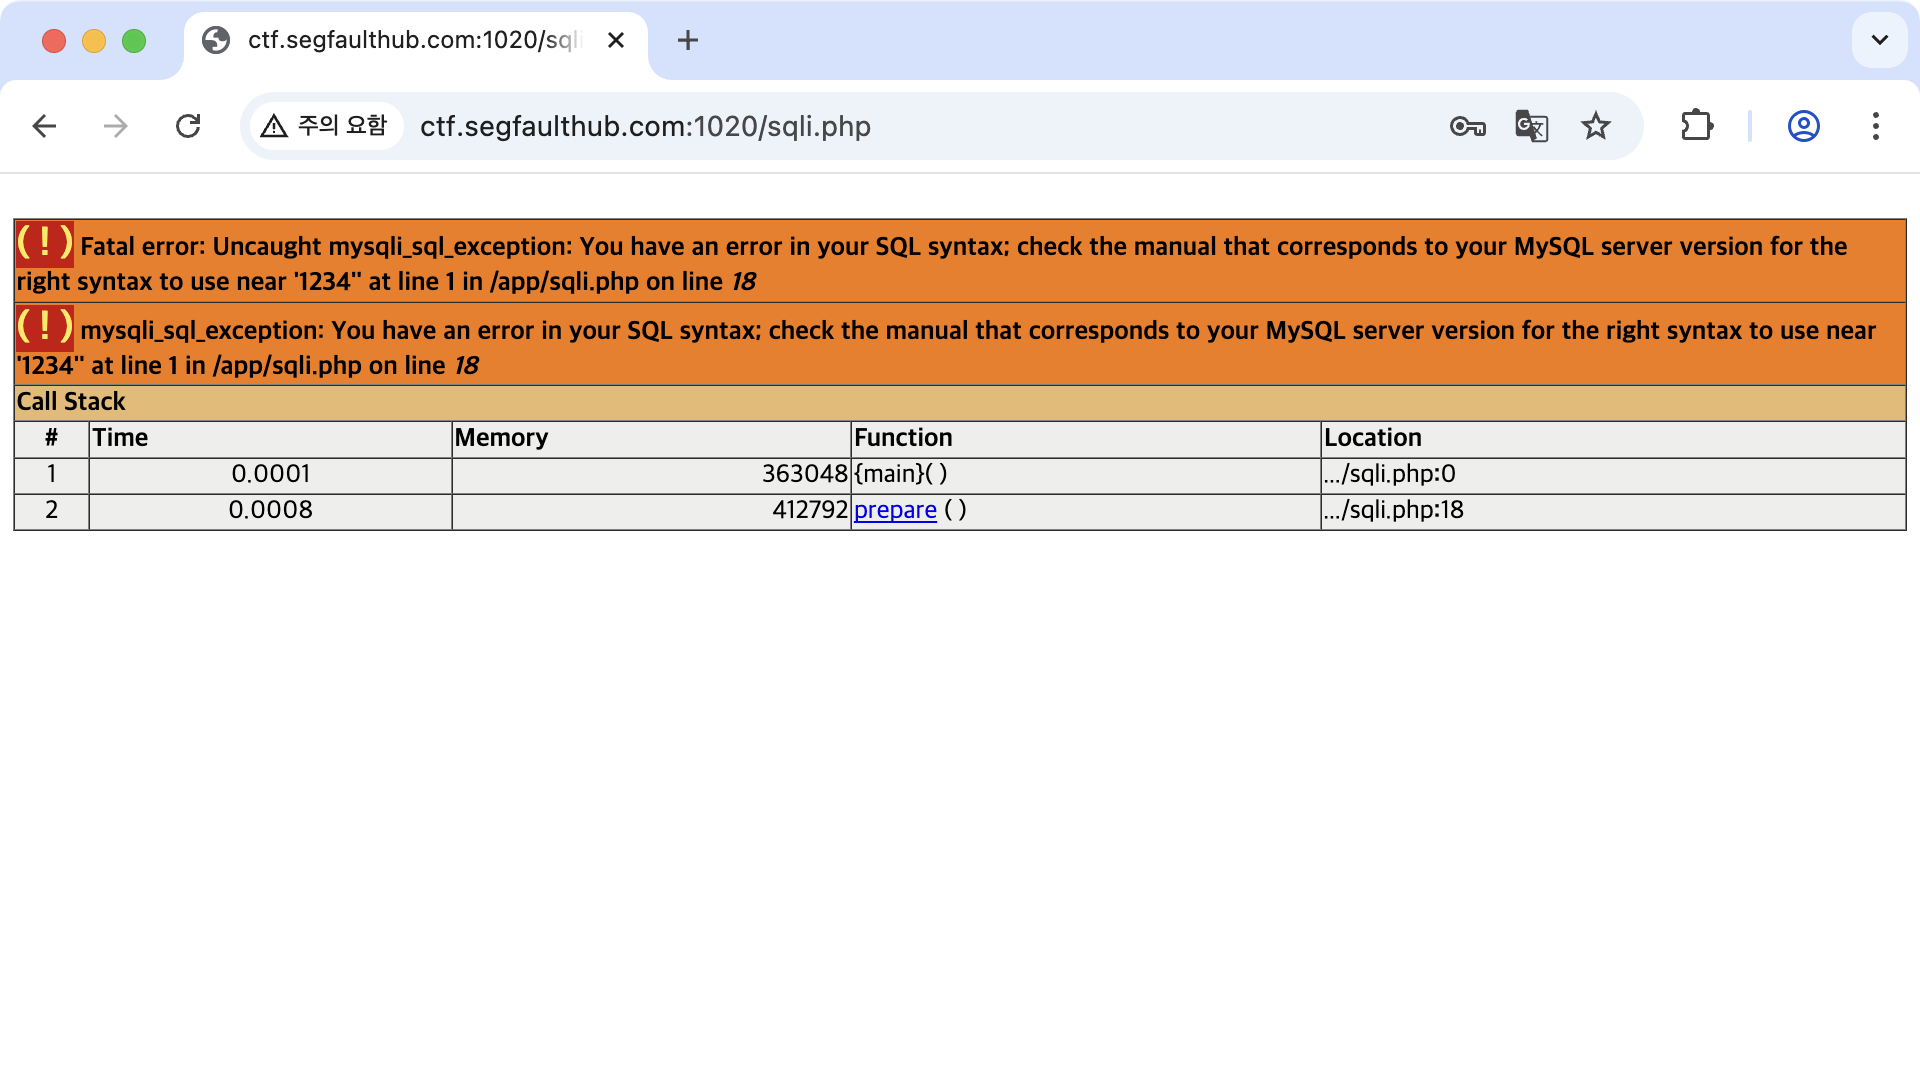 ctf.segfaulthub.com:1020/sqli
주의 요함
ctf.segfaulthub.com:1020/sqli.php
(!) Fatal error: Uncaught mysqli_sql_exception: You have an error in your SQL syntax; check the manual that corresponds to your MySQL server version for the
right syntax to use near '1234'' at line 1 in /app/sqli.php on line 18
(!) mysqli_sql_exception: You have an error in your SQL syntax; check the manual that corresponds to your MySQL server version for the right syntax to use near
'1234'' at line 1 in /app/sqli.php on line 18
Call Stack
# Time Memory Function Location
1 0.0001 363048 {main}( ) .../sqli.php:0
2 0.0008 412792 prepare ( ) .../sqli.php:18